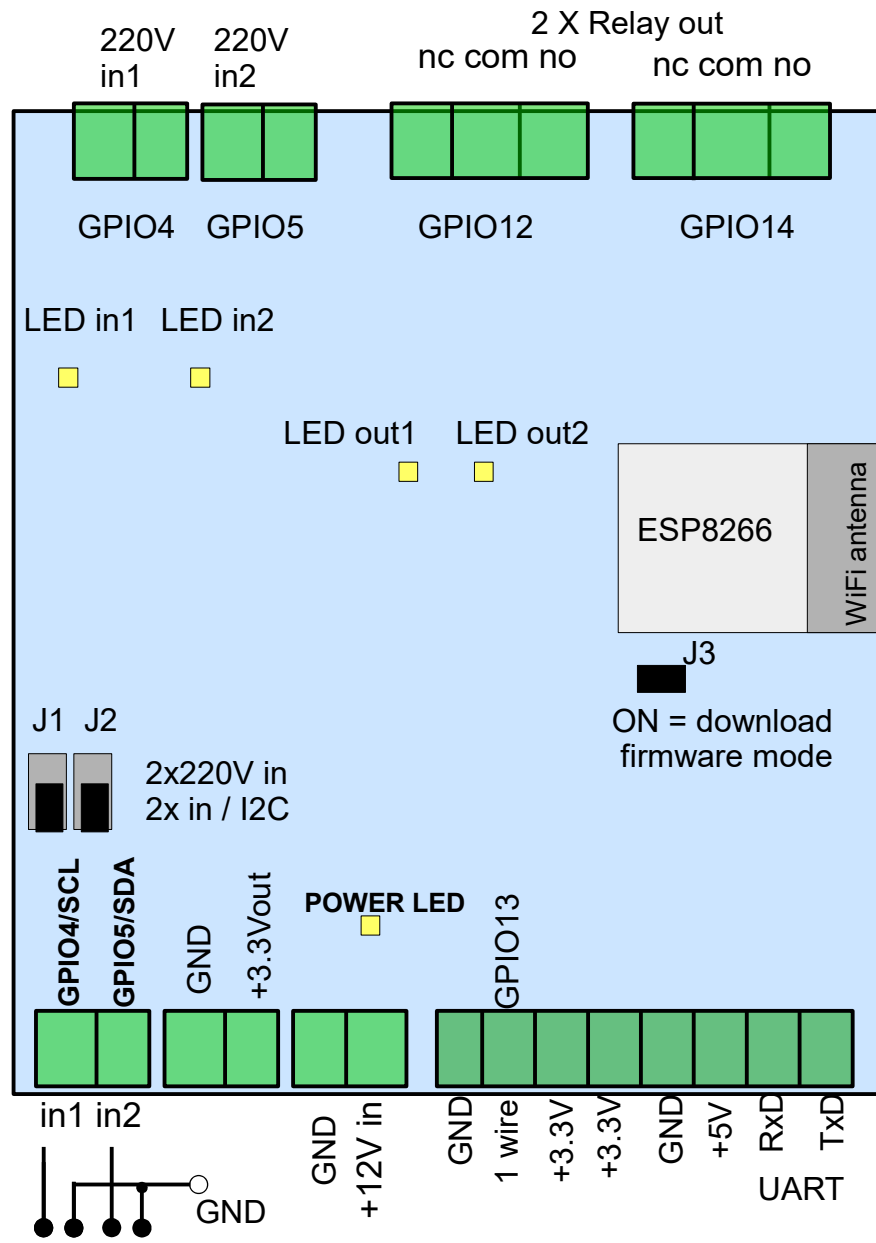 2 X Relay out
220V
in1
220V
in2
nc com no
nc com no
GPIO4
GPIO5
GPIO12
GPIO14
LED in1
LED in2
LED out1
LED out2
ESP8266
WiFi antenna
J3
ON = download
firmware mode
J1
J2
2x220V in
2x in / I2C
GPIO4/SCL
GPIO5/SDA
GND
+3.3Vout
POWER LED
GPIO13
in1 in2
GND
GND
+12V in
GND
1 wire
+3.3V
+3.3V
GND
+5V
RxD
TxD
UART